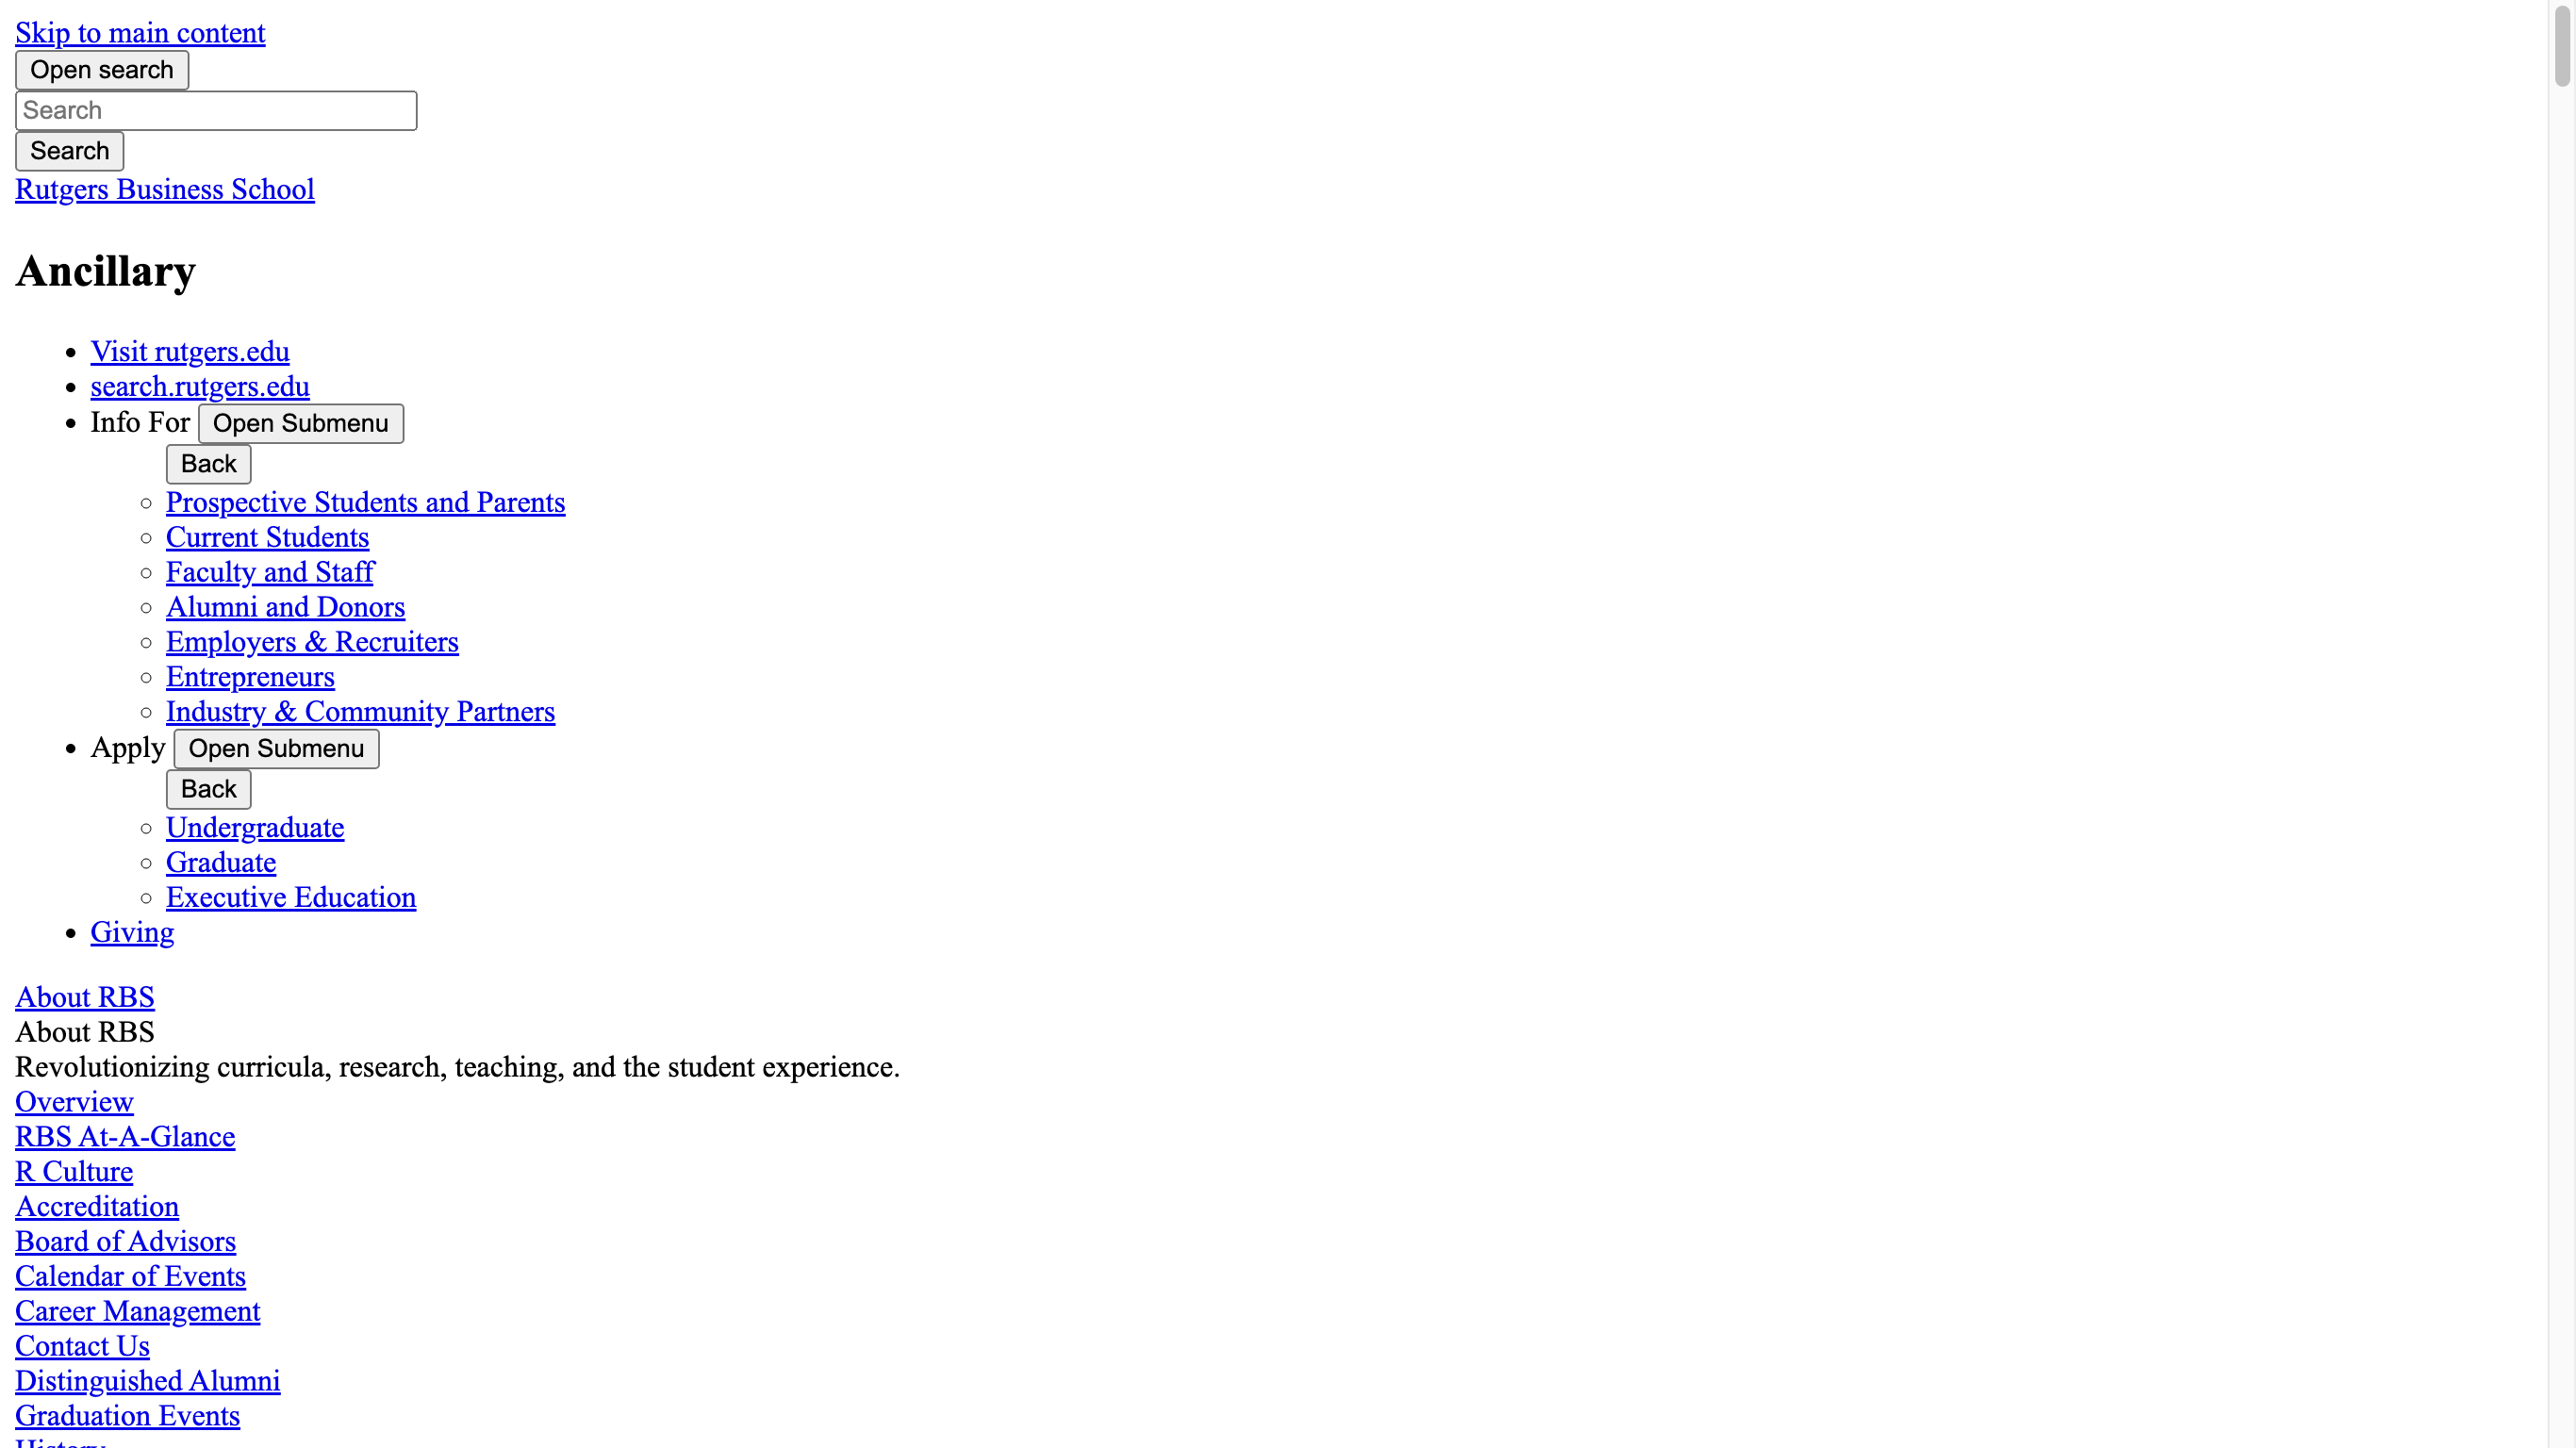 Skip to main content
Open search
Search
Search
Rutgers Business School
Ancillary
Visit rutgers.edu
search.rutgers.edu
Info For Open Submenu
Back
Prospective Students and Parents
Current Students
Faculty and Staff
Alumni and Donors
Employers & Recruiters
Entrepreneurs
Industry & Community Partners
Apply Open Submenu
Back
Undergraduate
Graduate
Executive Education
Giving
About RBS
About RBS
Revolutionizing curricula, research, teaching, and the student experience.
Overview
RBS At-A-Glance
R Culture
Accreditation
Board of Advisors
Calendar of Events
Career Management
Contact Us
Distinguished Alumni
Graduation Events
History